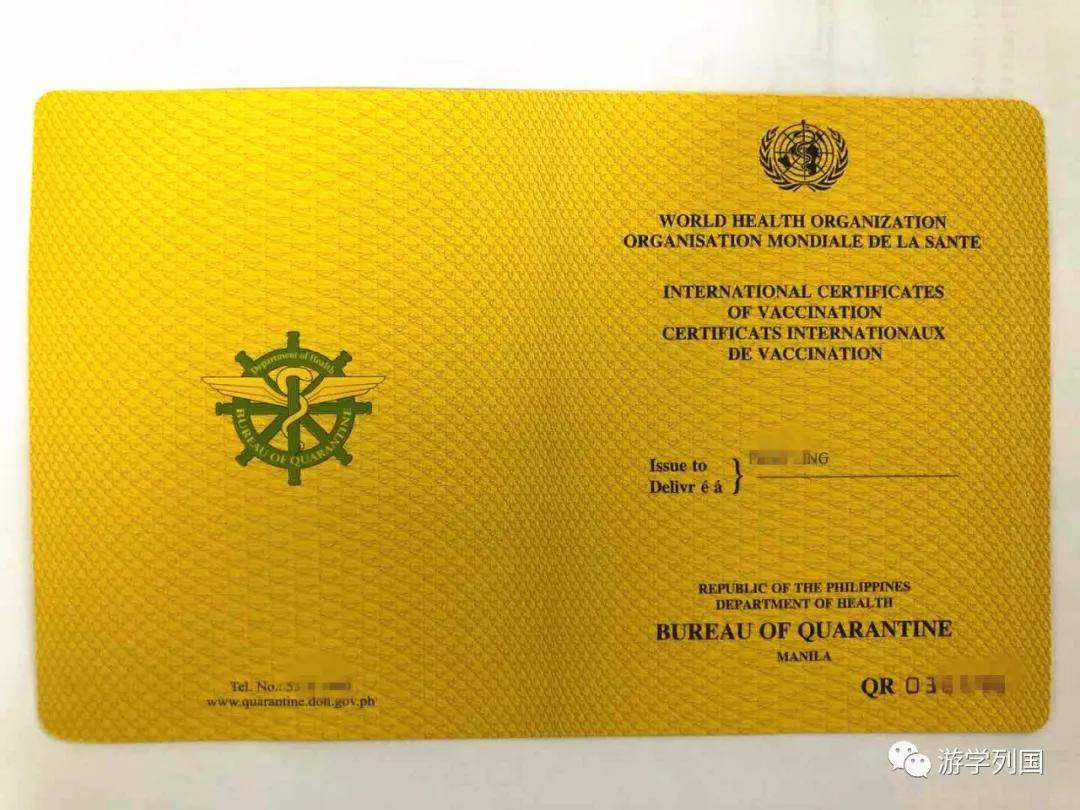 Department of Health
BUREAU OF QUARANTINE
Tel. No.:
www.quarantine.doh.gov.ph
WORLD HEALTH ORGANIZATION
ORGANISATION MONDIALE DE LA SANTE
INTERNATIONAL CERTIFICATES
OF VACCINATION
CERTIFICATS INTERNATIONAUX
DE VACCINATION
Issue to
Delivr é á
REPUBLIC OF THE PHILIPPINES
DEPARTMENT OF HEALTH
BUREAU OF QUARANTINE
MANILA
QR
游学列国